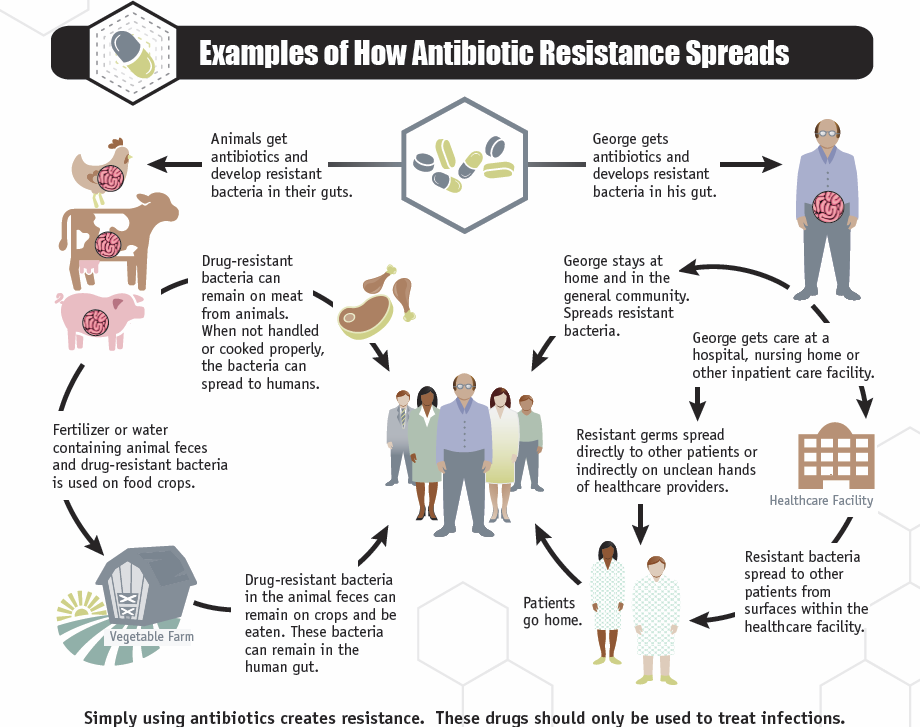 Examples of How Antibiotic Resistance Spreads
Animals get
antibiotics and
develop resistant
bacteria in their guts.
George gets
antibiotics and
develops resistant
bacteria in his gut.
Drug-resistant
bacteria can
remain on meat
from animals.
When not handled
or cooked properly,
the bacteria can
spread to humans.
George stays at
home and in the
general community.
Spreads resistant
bacteria.
George gets care at a
hospital, nursing home or
other inpatient care facility.
Fertilizer or water
containing animal feces
and drug-resistant bacteria
is used on food crops.
Resistant germs spread
directly to other patients or
indirectly on unclean hands
of healthcare providers.
Healthcare Facility
Vegetable Farm
Drug-resistant bacteria
in the animal feces can
remain on crops and be
eaten. These bacteria
can remain in the
human gut.
Patients
go home.
Resistant bacteria
spread to other
patients from
surfaces within the
healthcare facility.
Simply using antibiotics creates resistance. These drugs should only be used to treat infections.